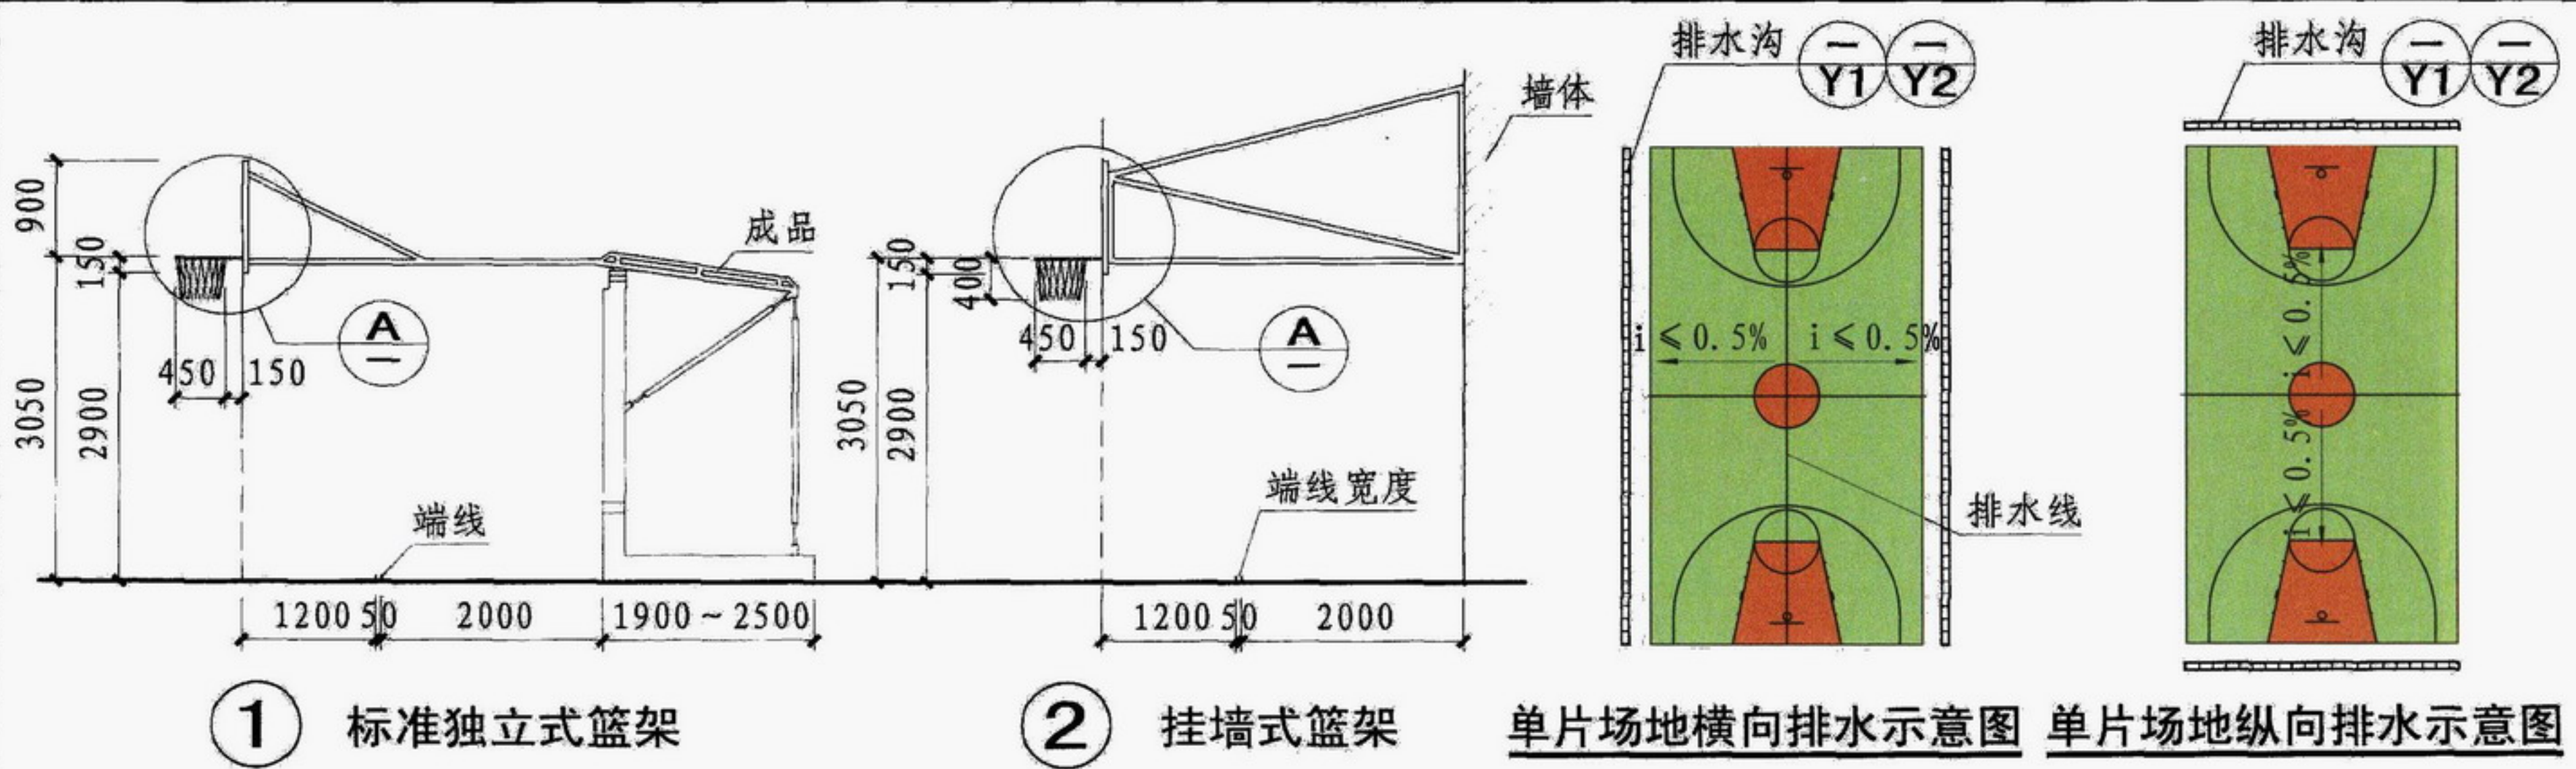 900
150
3050
2900
450
150
A
—
成品
端线
1200
50
2000
1900~2500
① 标准独立式篮架
墙体
150
400
3050
2900
450
150
A
—
端线宽度
1200
50
2000
② 挂墙式篮架
排水沟
— —
Y1 Y2
i≤0.5% i≤0.5%
排水线
单片场地横向排水示意图
排水沟
— —
Y1 Y2
i≤0.5%
i≤0.5%
单片场地纵向排水示意图